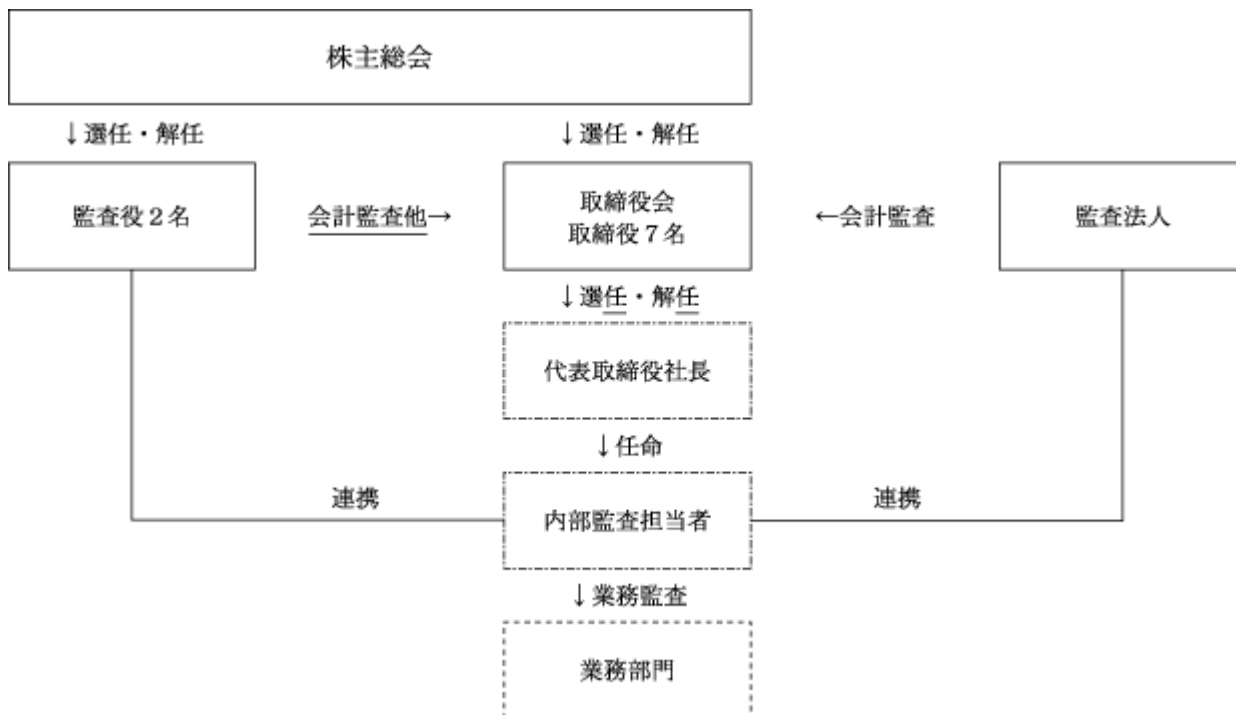 株主総会
↓選任・解任
↓選任・解任
監査役2名
会計監査他→
取締役会
取締役7名
←会計監査
監査法人
↓選任・解任
代表取締役社長
↓任命
連携
内部監査担当者
連携
↓業務監査
業務部門